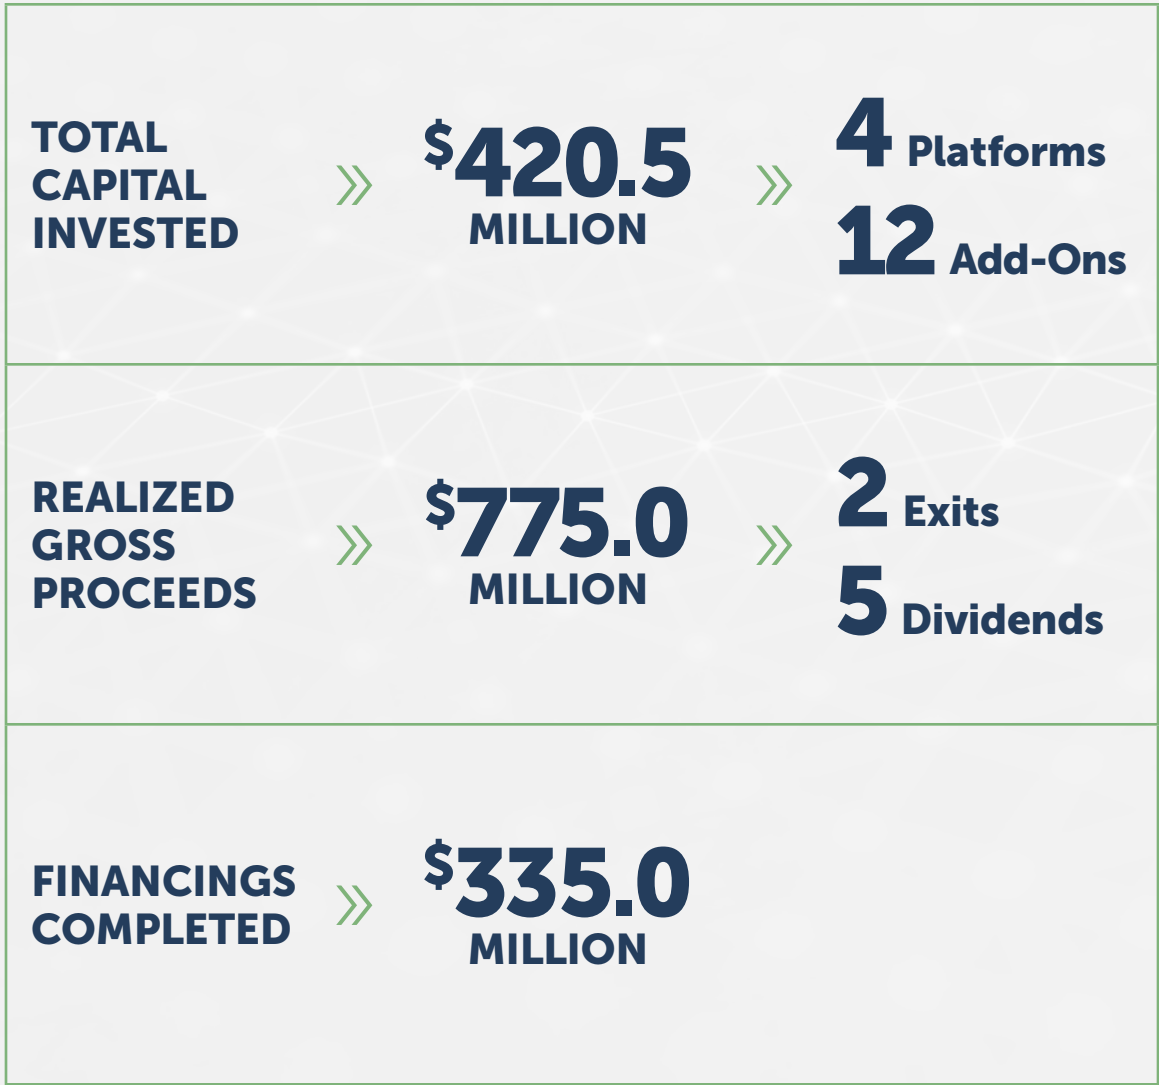 TOTAL
CAPITAL
INVESTED
»
$420.5
MILLION
»
4 Platforms
12 Add-Ons
REALIZED
GROSS
PROCEEDS
»
$775.0
MILLION
»
2 Exits
5 Dividends
FINANCINGS
COMPLETED
»
$335.0
MILLION